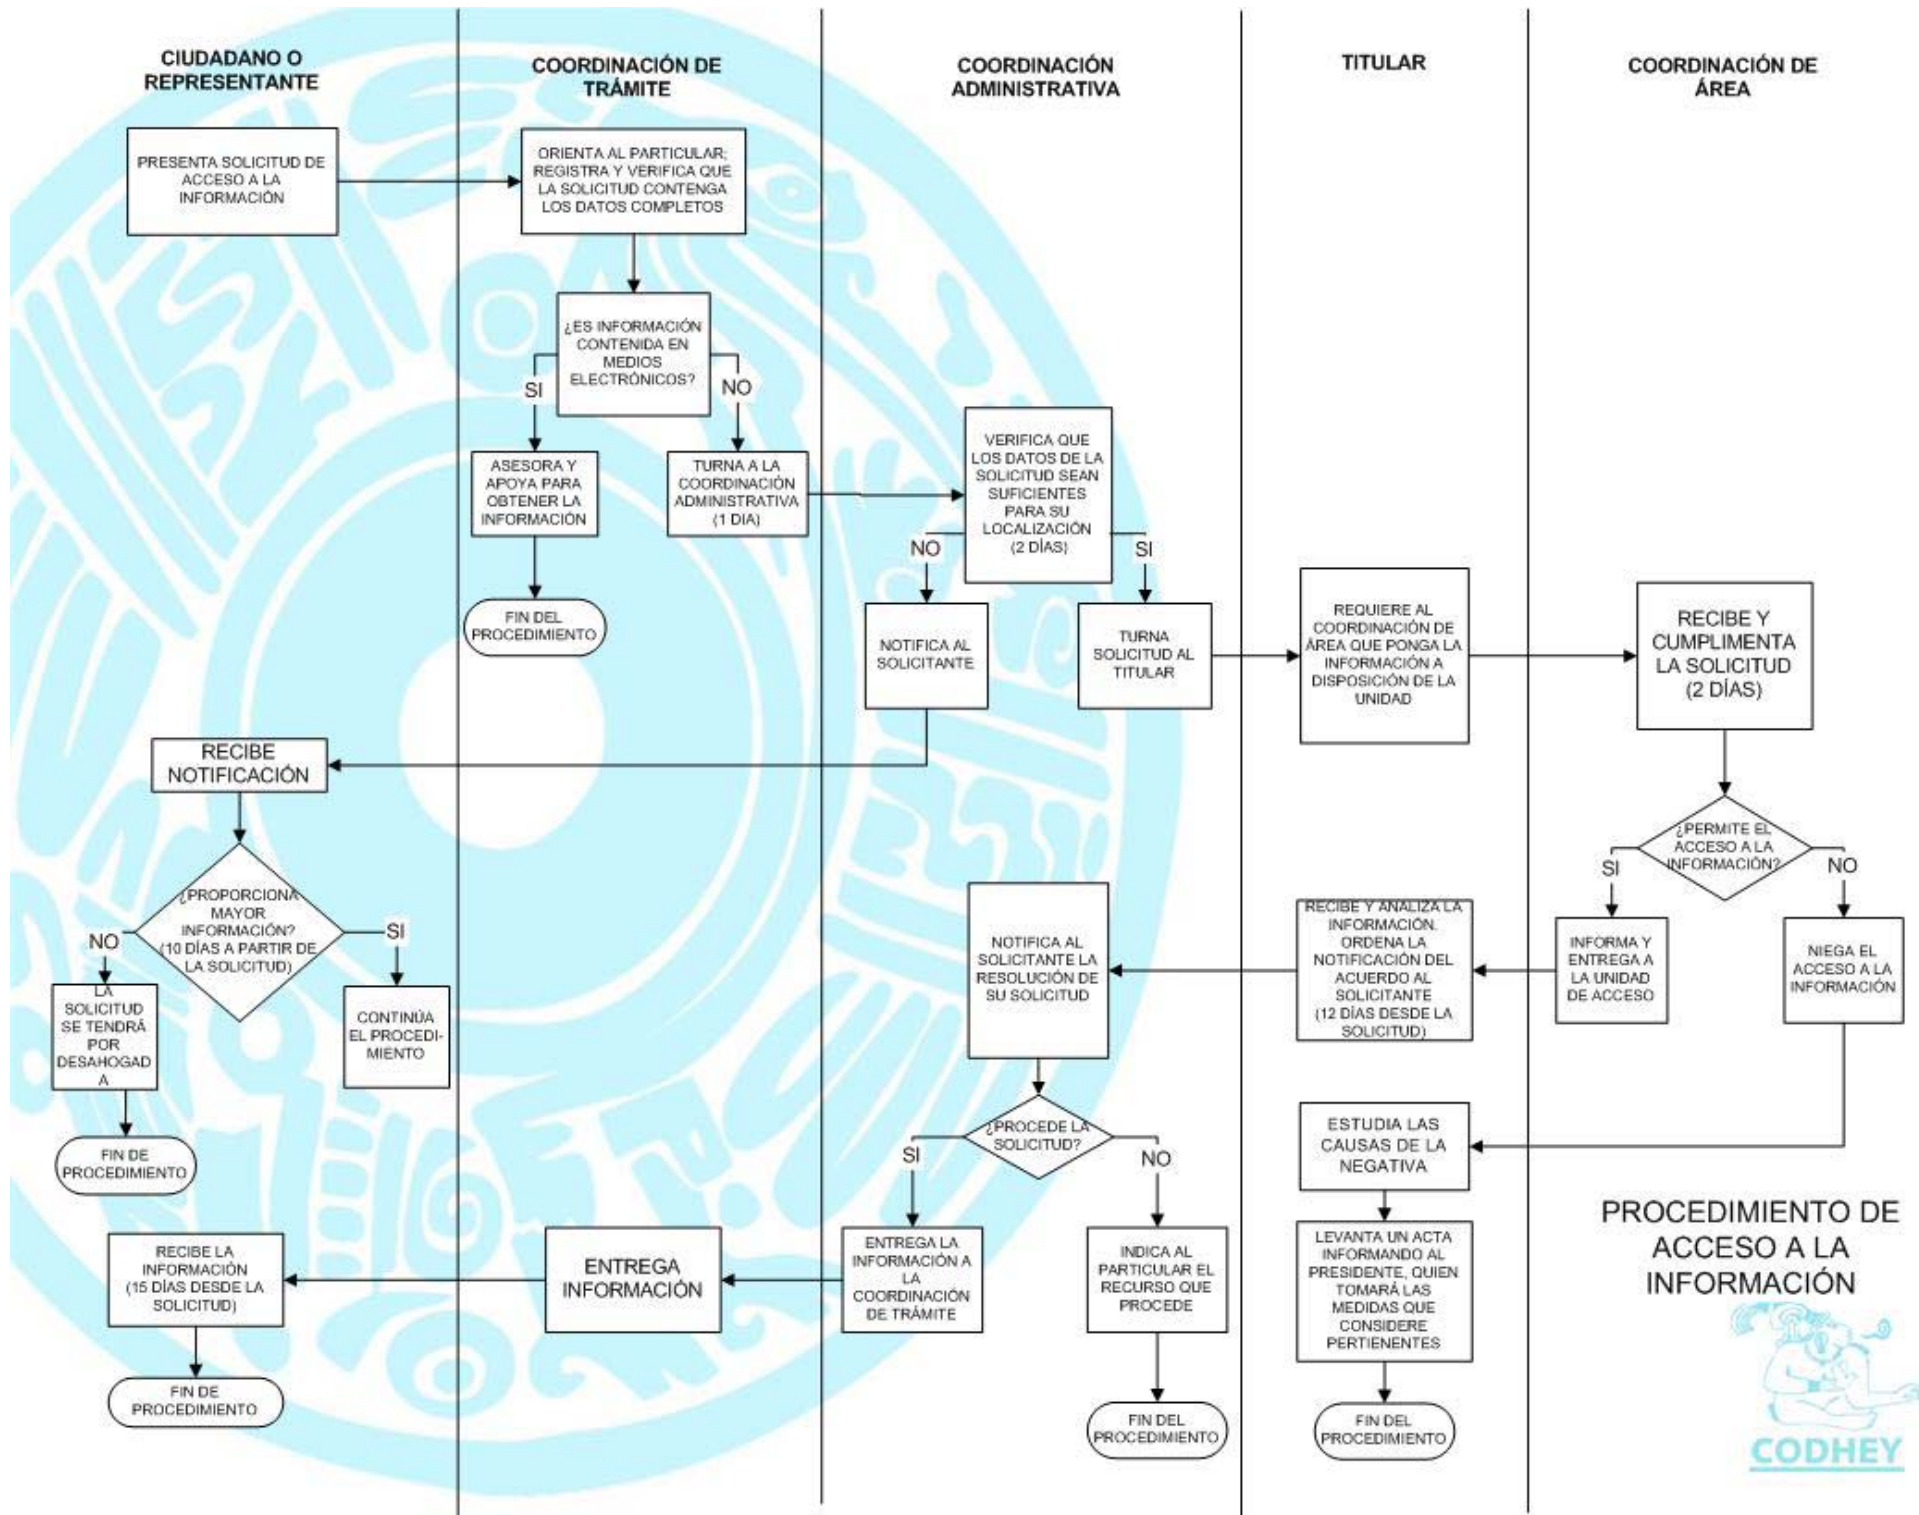 CIUDADANO O
REPRESENTANTE
COORDINACIÓN DE
TRÁMITE
COORDINACIÓN
ADMINISTRATIVA
TITULAR
COORDINACIÓN DE
ÁREA
PRESENTA SOLICITUD DE
ACCESO A LA
INFORMACIÓN
ORIENTA AL PARTICULAR;
REGISTRA Y VERIFICA QUE
LA SOLICITUD CONTENGA
LOS DATOS COMPLETOS
¿ES INFORMACIÓN
CONTENIDA EN
MEDIOS
ELECTRÓNICOS?
SI
NO
ASESORA Y
APOYA PARA
OBTENER LA
INFORMACIÓN
TURNA A LA
COORDINACIÓN
ADMINISTRATIVA
(1 DIA)
FIN DEL
PROCEDIMIENTO
VERIFICA QUE
LOS DATOS DE LA
SOLICITUD SEAN
SUFICIENTES
PARA SU
LOCALIZACIÓN
(2 DÍAS)
NO
SI
NOTIFICA AL
SOLICITANTE
TURNA
SOLICITUD AL
TITULAR
REQUIERE AL
COORDINACIÓN DE
ÁREA QUE PONGA LA
INFORMACIÓN A
DISPOSICIÓN DE LA
UNIDAD
RECIBE Y
CUMPLIMENTA
LA SOLICITUD
(2 DÍAS)
RECIBE
NOTIFICACIÓN
¿PROPORCIONA
MAYOR
INFORMACIÓN?
(10 DÍAS A PARTIR DE
LA SOLICITUD)
NO
SI
LA
SOLICITUD
SE TENDRÁ
POR
DESAHOGAD
A
CONTINÚA
EL PROCEDI-
MIENTO
FIN DE
PROCEDIMIENTO
¿PERMITE EL
ACCESO A LA
INFORMACIÓN?
SI
NO
INFORMA Y
ENTREGA A
LA UNIDAD
DE ACCESO
NIEGA EL
ACCESO A LA
INFORMACIÓN
RECIBE Y ANALIZA LA
INFORMACIÓN.
ORDENA LA
NOTIFICACIÓN DEL
ACUERDO AL
SOLICITANTE
(12 DÍAS DESDE LA
SOLICITUD)
NOTIFICA AL
SOLICITANTE LA
RESOLUCIÓN DE
SU SOLICITUD
¿PROCEDE LA
SOLICITUD?
SI
NO
ESTUDIA LAS
CAUSAS DE LA
NEGATIVA
LEVANTA UN ACTA
INFORMANDO AL
PRESIDENTE, QUIEN
TOMARÁ LAS
MEDIDAS QUE
CONSIDERE
PERTIENENTES
FIN DEL
PROCEDIMIENTO
INDICA AL
PARTICULAR EL
RECURSO QUE
PROCEDE
FIN DEL
PROCEDIMIENTO
ENTREGA LA
INFORMACIÓN A
LA
COORDINACIÓN
DE TRÁMITE
ENTREGA
INFORMACIÓN
RECIBE LA
INFORMACIÓN
(15 DÍAS DESDE LA
SOLICITUD)
FIN DE
PROCEDIMIENTO
PROCEDIMIENTO DE
ACCESO A LA
INFORMACIÓN
CODHEY